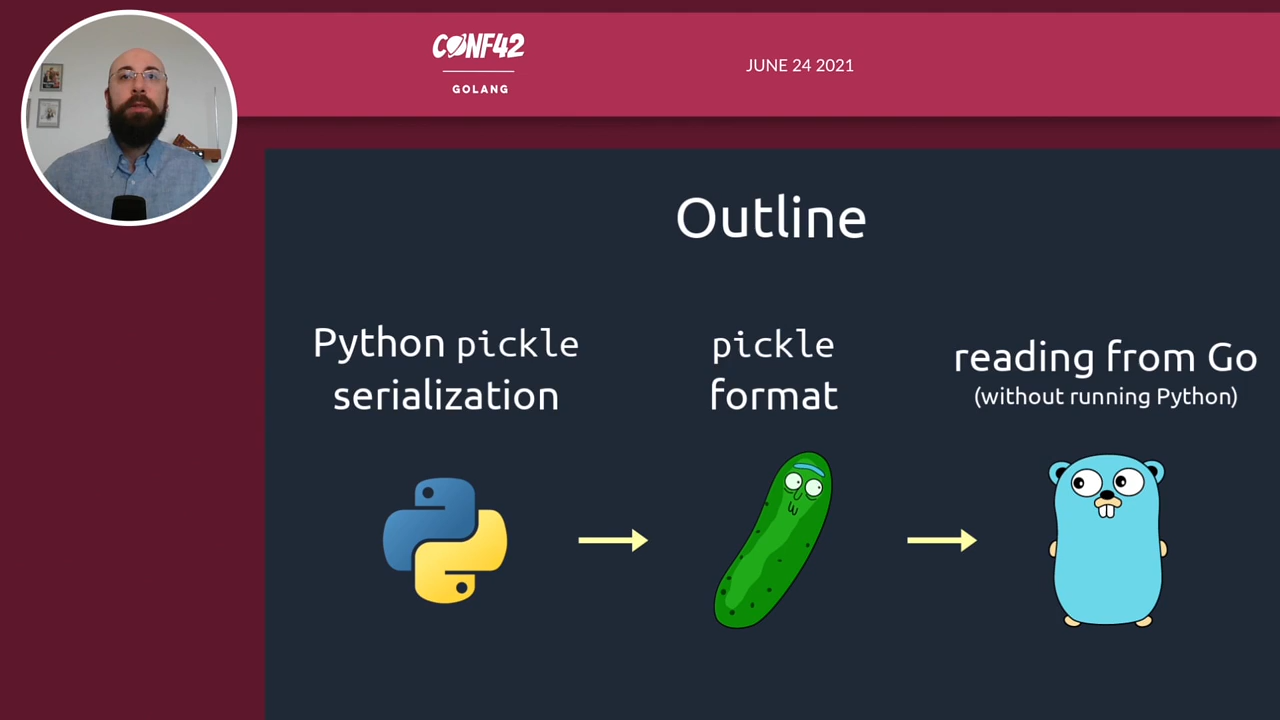 CONF42
GOLANG
JUNE 24 2021
Outline
Python pickle
serialization
pickle
format
reading from Go
(without running Python)